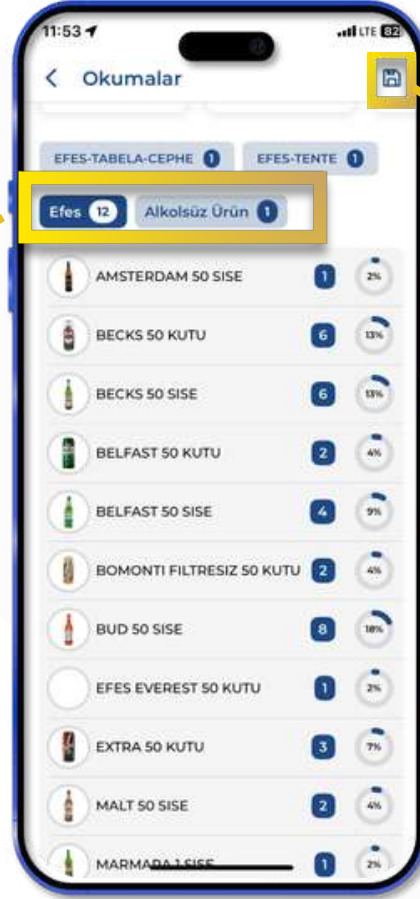 11:53 LTE 82
Okumalar
EFES-TABELA-CEPHE 1 EFES-TENTE 1
Efes 12 Alkolsüz Ürün 1
AMSTERDAM 50 SISE 1 2%
BECKS 50 KUTU 6 13%
BECKS 50 SISE 6 13%
BELFAST 50 KUTU 2 4%
BELFAST 50 SISE 4 9%
BOMONTI FILTRESIZ 50 KUTU 2 4%
BUD 50 SISE 8 18%
EFES EVEREST 50 KUTU 1 2%
EXTRA 50 KUTU 3 7%
MALT 50 SISE 2 4%
MARMARA 1 SISE 1 2%